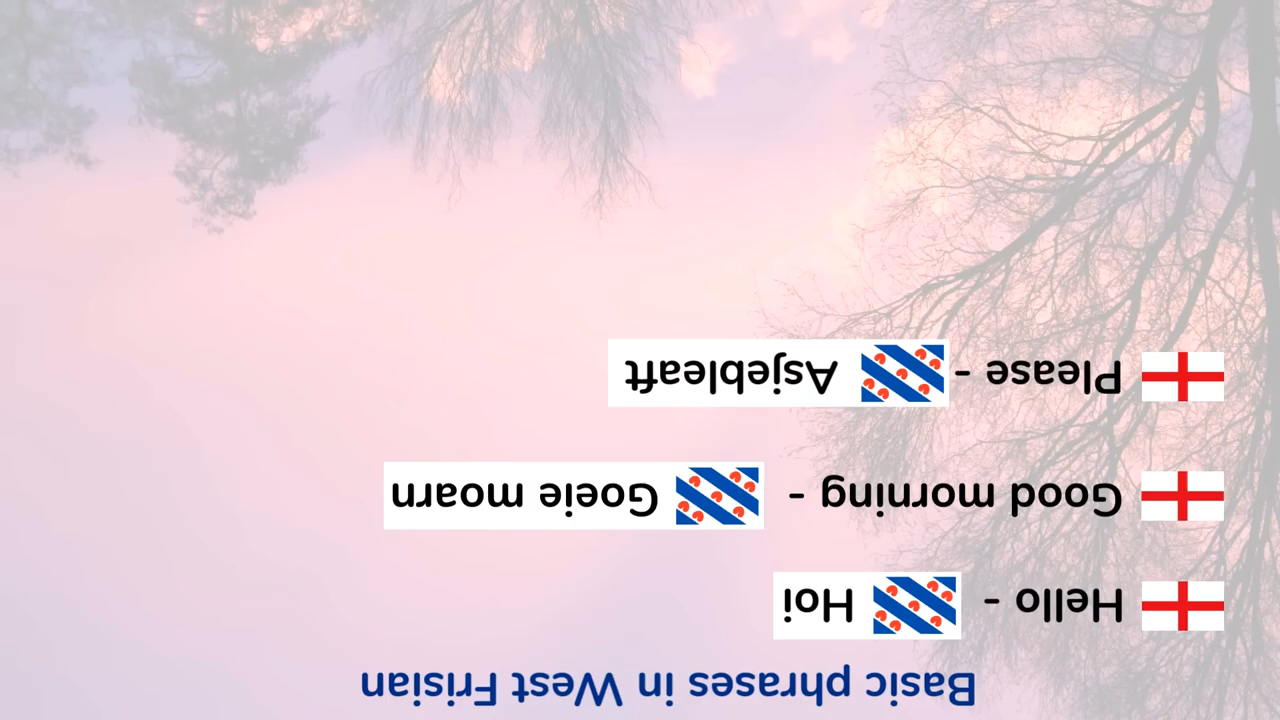 Basic phrases in West Frisian
Hello - Hoi
Good morning - Goeie moarn
Please - Asjebleaft